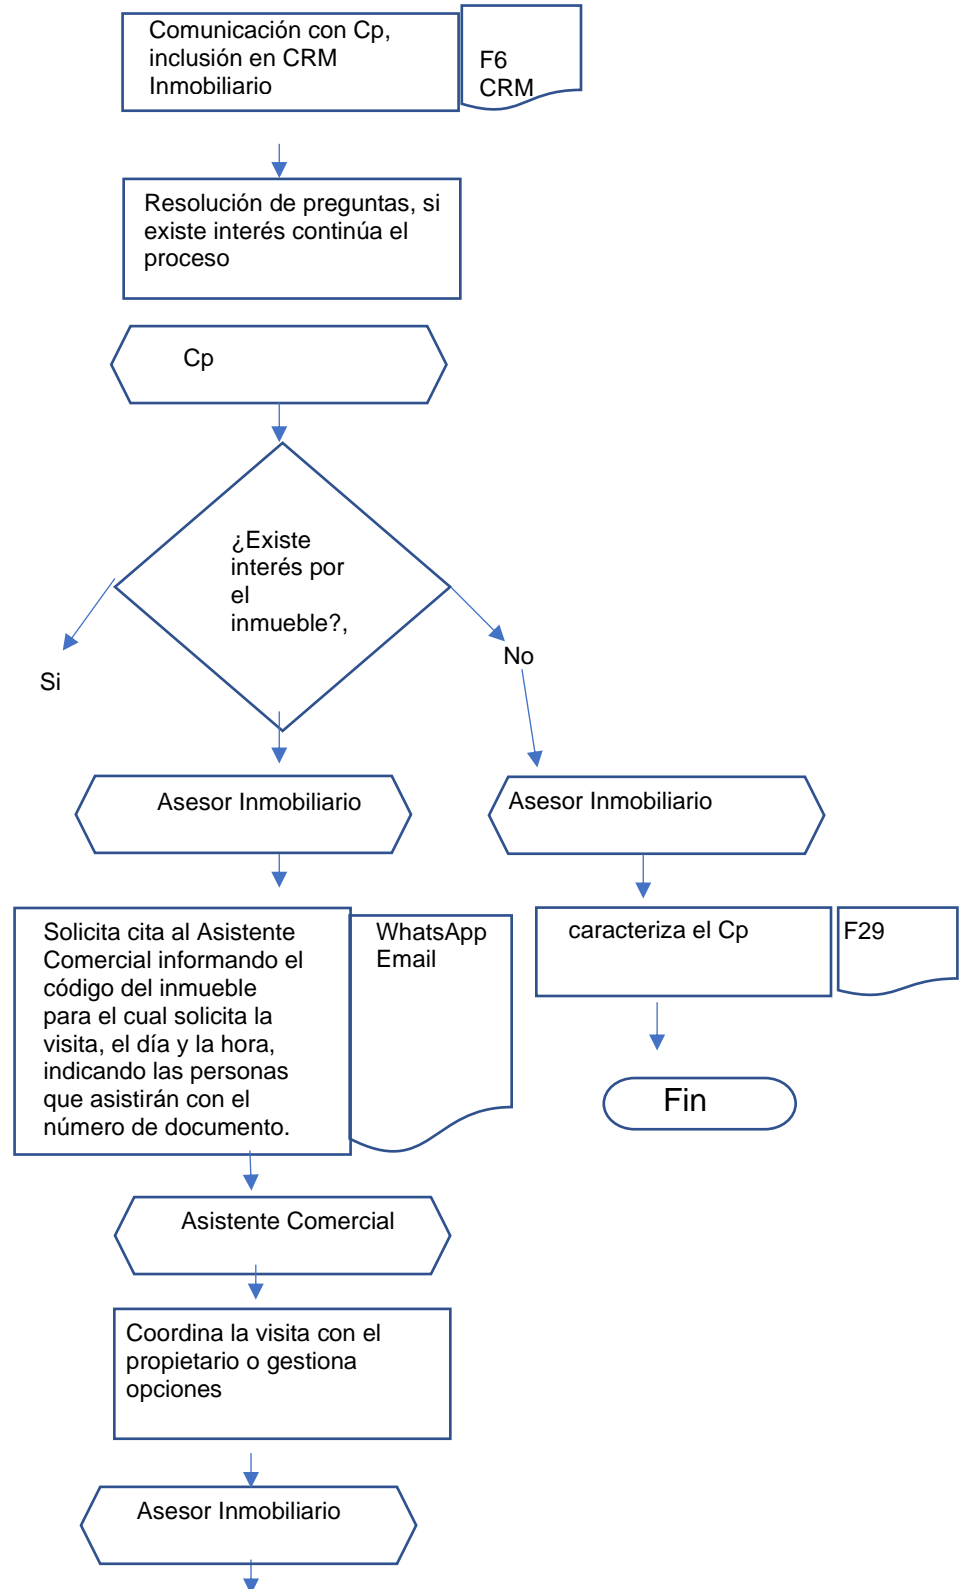 Comunicación con Cp,
inclusión en CRM
Inmobiliario
F6
CRM
Resolución de preguntas, si
existe interés continúa el
proceso
Cp
¿Existe
interés por
el
inmueble?,
Si
No
Asesor Inmobiliario
Asesor Inmobiliario
Solicita cita al Asistente
Comercial informando el
código del inmueble
para el cual solicita la
visita, el día y la hora,
indicando las personas
que asistirán con el
número de documento.
WhatsApp
Email
caracteriza el Cp
F29
Fin
Asistente Comercial
Coordina la visita con el
propietario o gestiona
opciones
Asesor Inmobiliario